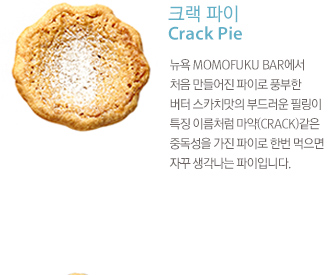 크랙 파이
Crack Pie
뉴욕 MOMOFUKU BAR에서
처음 만들어진 파이로 풍부한
버터 스카치맛의 부드러운 필링이
특징 이름처럼 마약(CRACK)같은
중독성을 가진 파이로 한번 먹으면
자꾸 생각나는 파이입니다.